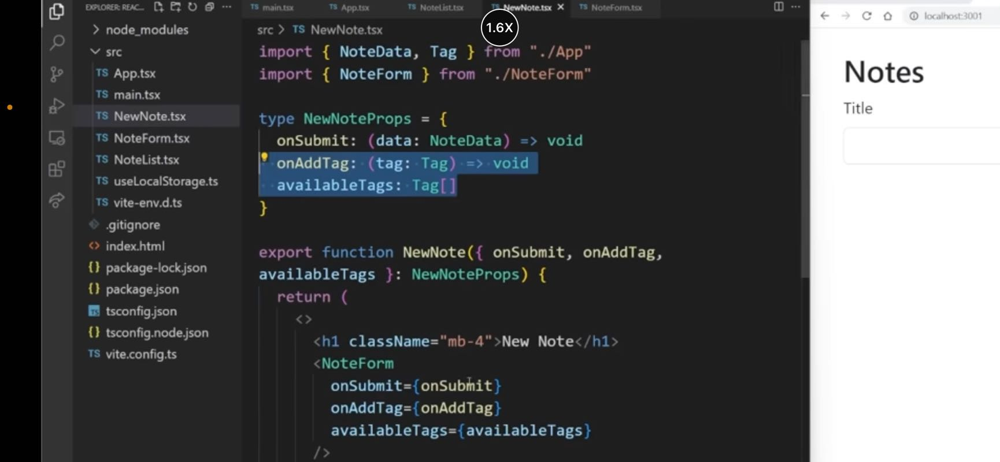 EXPLORER: REAC...
node_modules
src
TS App.tsx
TS main.tsx
TS NewNote.tsx
TS NoteForm.tsx
TS NoteList.tsx
TS useLocalStorage.ts
TS vite-env.d.ts
.gitignore
<> index.html
{} package-lock.json
{} package.json
TS tsconfig.json
{} tsconfig.node.json
TS vite.config.ts
TS main.tsx TS App.tsx TS NoteList.tsx TS NewNote.tsx TS NoteForm.tsx
1.6X
src > TS NewNote.tsx
import { NoteData, Tag } from "./App"
import { NoteForm } from "./NoteForm"
type NewNoteProps = {
onSubmit: (data: NoteData) => void
onAddTag: (tag: Tag) => void
availableTags: Tag[]
}
export function NewNote({ onSubmit, onAddTag,
availableTags }: NewNoteProps) {
return (
<>
<h1 className="mb-4">New Note</h1>
<NoteForm
onSubmit={onSubmit}
onAddTag={onAddTag}
availableTags={availableTags}
/>
localhost:3001
Notes
Title